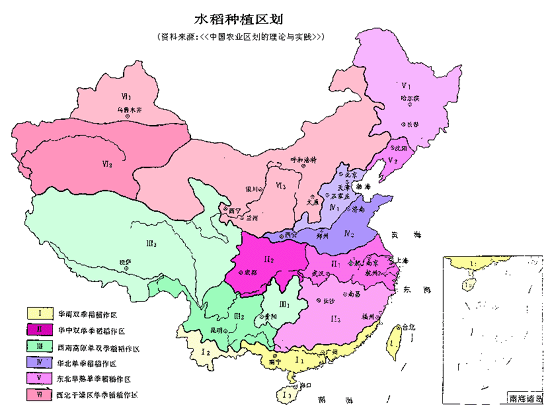 水稻种植区划
(资料来源:<<中国农业区划的理论与实践>>)
VI₁
乌鲁木齐
V₁
哈尔滨
长春
沈阳
V₂
VI₂
呼和浩特
北京
天津
渤海
石家庄
银川
VI₃
太原
IV₁
济南
西宁
兰州
西安
郑州
IV₂
黄 海
III₃
拉萨
成都
II₂
II₁
武汉
南京
上海
杭州
东 海
南昌
长沙
III₁
贵阳
III₂
昆明
II₃
福州
台北
I₂
南宁
I₁
广州
海口
I₃
南 海
南海诸岛
I 华南双季稻稻作区
II 华中双单季稻稻作区
III 西南高原单双季稻稻作区
IV 华北单季稻稻作区
V 东北早熟单季稻稻作区
VI 西北干燥区单季稻稻作区